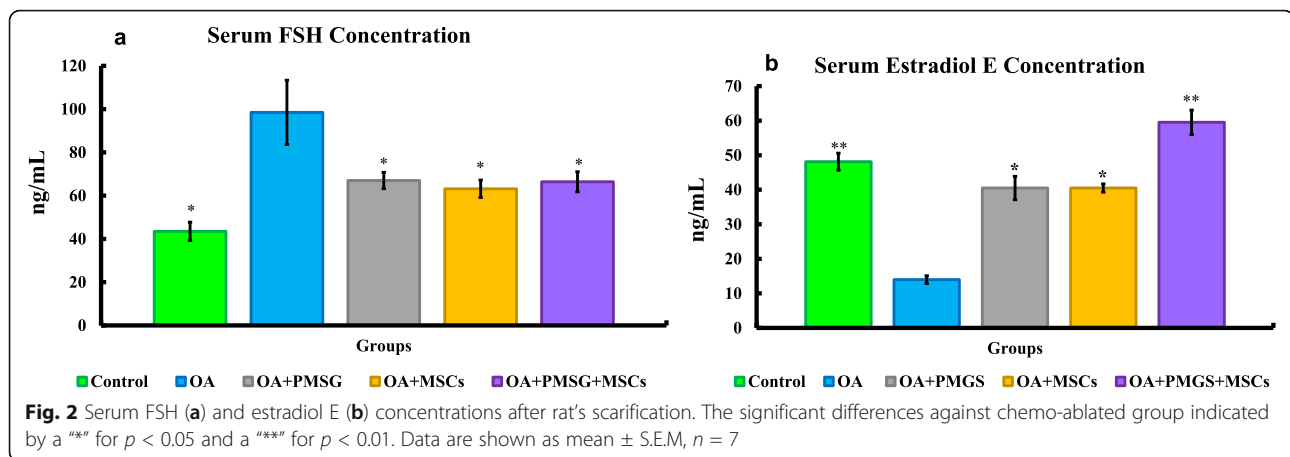 a
Serum FSH Concentration
120
100
80
60
40
20
0
ng/mL
*
*
*
*
Groups
Control OA OA+PMSG OA+MSCs OA+PMSG+MSCs
b
Serum Estradiol E Concentration
70
60
50
40
30
20
10
0
ng/mL
**
*
*
**
Groups
Control OA OA+PMGS OA+MSCs OA+PMGS+MSCs
Fig. 2 Serum FSH (a) and estradiol E (b) concentrations after rat's scarification. The significant differences against chemo-ablated group indicated
by a "*" for p < 0.05 and a "**" for p < 0.01. Data are shown as mean ± S.E.M, n = 7